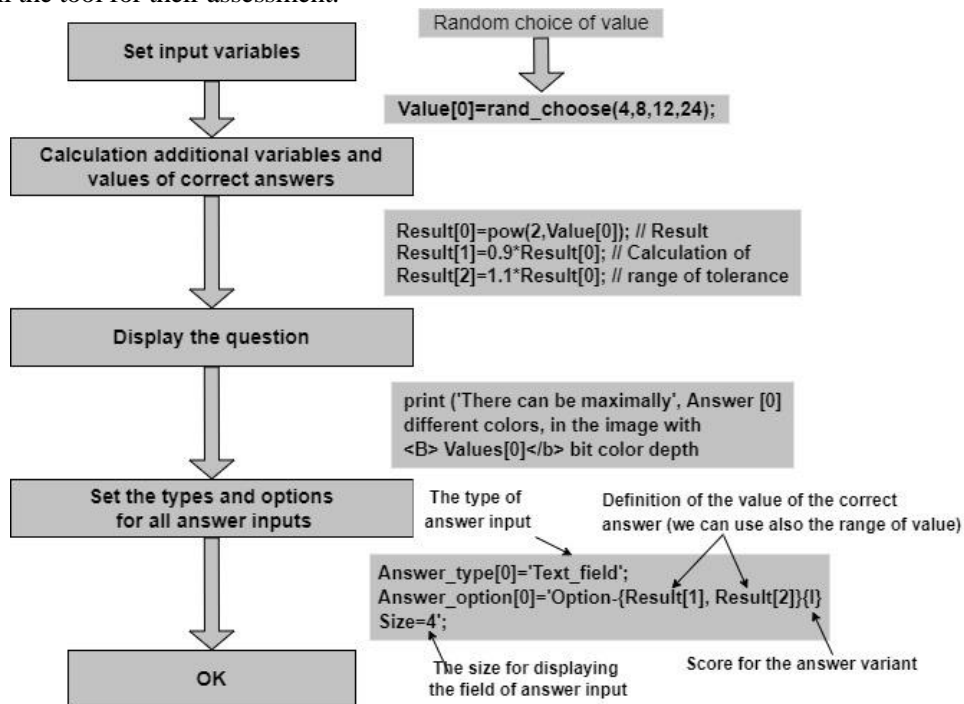 the tool for their assessment.
Set input variables
Random choice of value
Value[0]=rand_choose(4,8,12,24);
Calculation additional variables and
values of correct answers
Result[0]=pow(2,Value[0]); // Result
Result[1]=0.9*Result[0]; // Calculation of
Result[2]=1.1*Result[0]; // range of tolerance
Display the question
print ('There can be maximally', Answer [0]
different colors, in the image with
<B> Values[0]</b> bit color depth
Set the types and options
for all answer inputs
The type of
answer input
Definition of the value of the correct
answer (we can use also the range of value)
Answer_type[0]='Text_field';
Answer_option[0]='Option-{Result[1], Result[2]}{l}
Size=4';
The size for displaying
the field of answer input
Score for the answer variant
OK